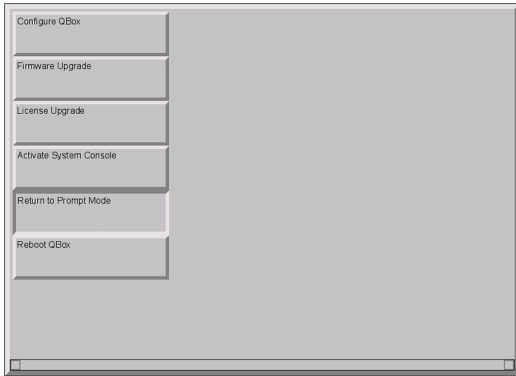 Configure QBox
Firmware Upgrade
License Upgrade
Activate System Console
Return to Prompt Mode
Reboot QBox